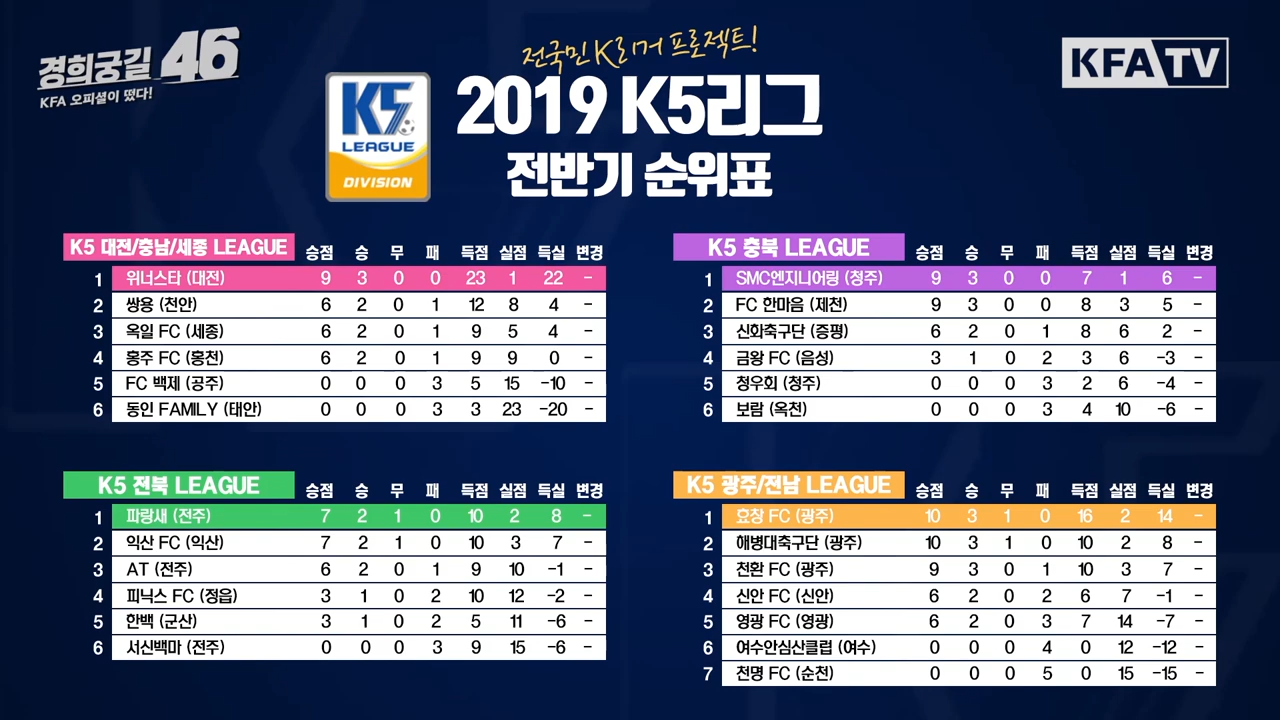 경희궁길 46
KFA 오피셜이 떴다!
전국민 K리거 프로젝트!
KFA TV
K5
LEAGUE
DIVISION
2019 K5리그
전반기 순위표
K5 대전/충남/세종 LEAGUE 승점 승 무 패 득점 실점 득실 변경
1 위너스타 (대전) 9 3 0 0 23 1 22 -
2 쌍용 (천안) 6 2 0 1 12 8 4 -
3 옥일 FC (세종) 6 2 0 1 9 5 4 -
4 홍주 FC (홍천) 6 2 0 1 9 9 0 -
5 FC 백제 (공주) 0 0 0 3 5 15 -10 -
6 동인 FAMILY (태안) 0 0 0 3 3 23 -20 -
K5 충북 LEAGUE 승점 승 무 패 득점 실점 득실 변경
1 SMC엔지니어링 (청주) 9 3 0 0 7 1 6 -
2 FC 한마음 (제천) 9 3 0 0 8 3 5 -
3 신화축구단 (증평) 6 2 0 1 8 6 2 -
4 금왕 FC (음성) 3 1 0 2 3 6 -3 -
5 청우회 (청주) 0 0 0 3 2 6 -4 -
6 보람 (옥천) 0 0 0 3 4 10 -6 -
K5 전북 LEAGUE 승점 승 무 패 득점 실점 득실 변경
1 파랑새 (전주) 7 2 1 0 10 2 8 -
2 익산 FC (익산) 7 2 1 0 10 3 7 -
3 AT (전주) 6 2 0 1 9 10 -1 -
4 피닉스 FC (정읍) 3 1 0 2 10 12 -2 -
5 한백 (군산) 3 1 0 2 5 11 -6 -
6 서신백마 (전주) 0 0 0 3 9 15 -6 -
K5 광주/전남 LEAGUE 승점 승 무 패 득점 실점 득실 변경
1 효창 FC (광주) 10 3 1 0 16 2 14 -
2 해병대축구단 (광주) 10 3 1 0 10 2 8 -
3 천환 FC (광주) 9 3 0 1 10 3 7 -
4 신안 FC (신안) 6 2 0 2 6 7 -1 -
5 영광 FC (영광) 6 2 0 3 7 14 -7 -
6 여수안심산클럽 (여수) 0 0 0 4 0 12 -12 -
7 천명 FC (순천) 0 0 0 5 0 15 -15 -